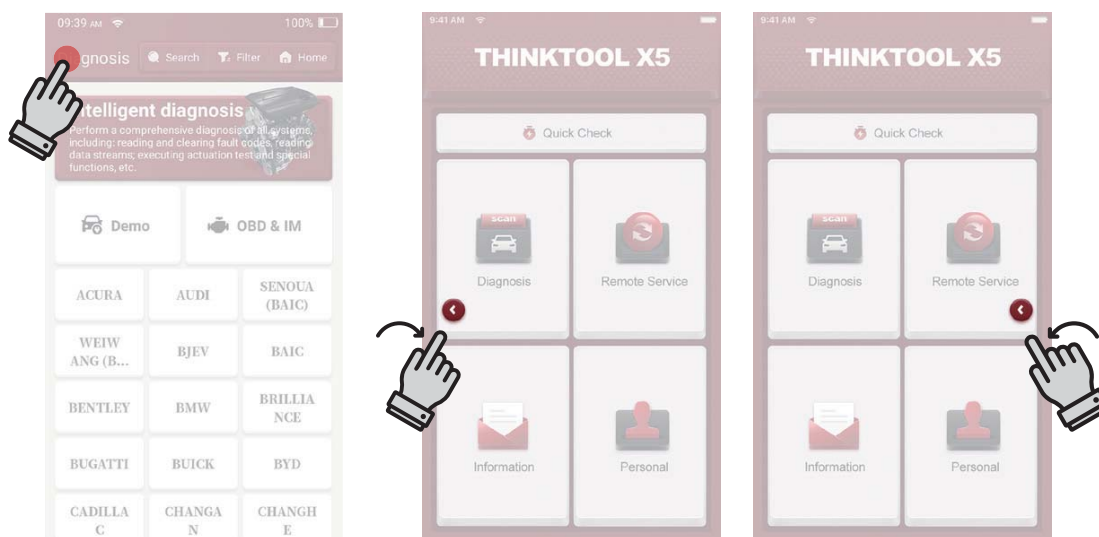 09:39 AM 100%
gnosis Search Filter Home
telligent diagnosis
Perform a comprehensive diagnosis of all systems,
including: reading and clearing fault codes, reading
data streams; executing actuation test and special
functions, etc.
Demo
OBD & IM
ACURA
AUDI
SENOUA
(BAIC)
WEIW
ANG (B...
BJEV
BAIC
BENTLEY
BMW
BRILLIA
NCE
BUGATTI
BUICK
BYD
CADILLA
C
CHANGA
N
CHANGH
E
9:41 AM
THINKTOOL X5
Quick Check
scan
Diagnosis
Remote Service
Information
Personal
9:41 AM
THINKTOOL X5
Quick Check
scan
Diagnosis
Remote Service
Information
Personal